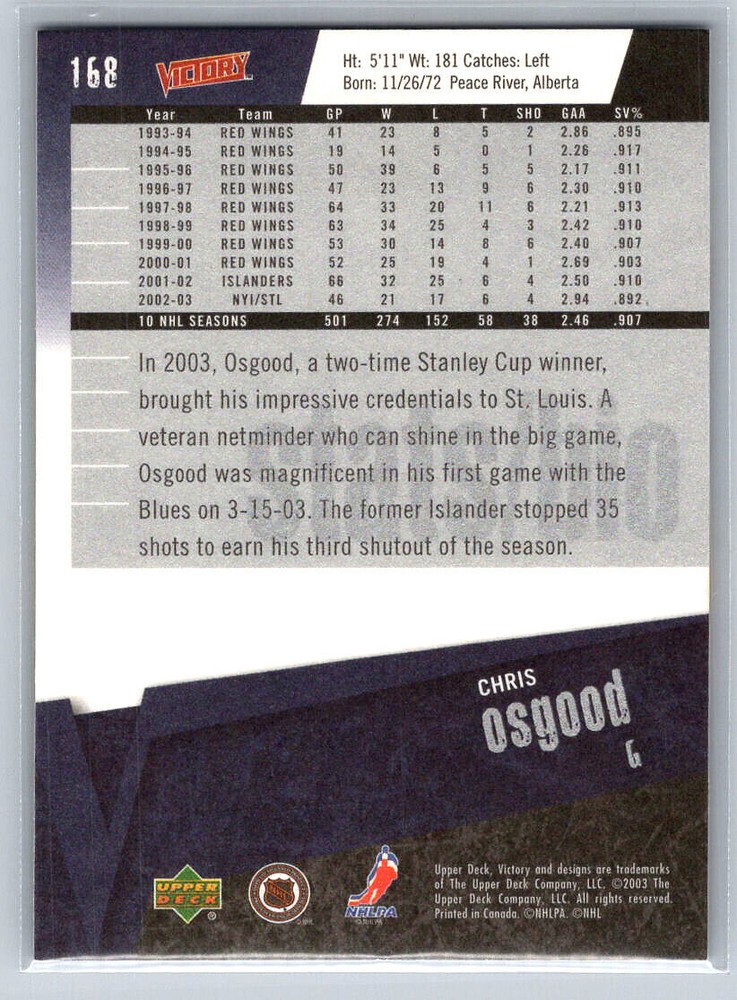 168 VICTORY Ht: 5'11" Wt: 181 Catches: Left
Born: 11/26/72 Peace River, Alberta
Year Team GP W L T SHO GAA SV%
1993-94 RED WINGS 41 23 8 5 2 2.86 .895
1994-95 RED WINGS 19 14 5 0 1 2.26 .917
1995-96 RED WINGS 50 39 6 5 5 2.17 .911
1996-97 RED WINGS 47 23 13 9 6 2.30 .910
1997-98 RED WINGS 64 33 20 11 6 2.21 .913
1998-99 RED WINGS 63 34 25 4 3 2.42 .910
1999-00 RED WINGS 53 30 14 8 6 2.40 .907
2000-01 RED WINGS 52 25 19 4 1 2.69 .903
2001-02 ISLANDERS 66 32 25 6 4 2.50 .910
2002-03 NYI/STL 46 21 17 6 4 2.94 .892
10 NHL SEASONS 501 274 152 58 38 2.46 .907
In 2003, Osgood, a two-time Stanley Cup winner,
brought his impressive credentials to St. Louis. A
veteran netminder who can shine in the big game,
Osgood was magnificent in his first game with the
Blues on 3-15-03. The former Islander stopped 35
shots to earn his third shutout of the season.
CHRIS
osgood
G
UPPER
DECK
®
NHL
NHLPA
Upper Deck, Victory and designs are trademarks
of The Upper Deck Company, LLC. ©2003 The
Upper Deck Company, LLC. All rights reserved.
Printed in Canada. ©NHLPA. ©NHL